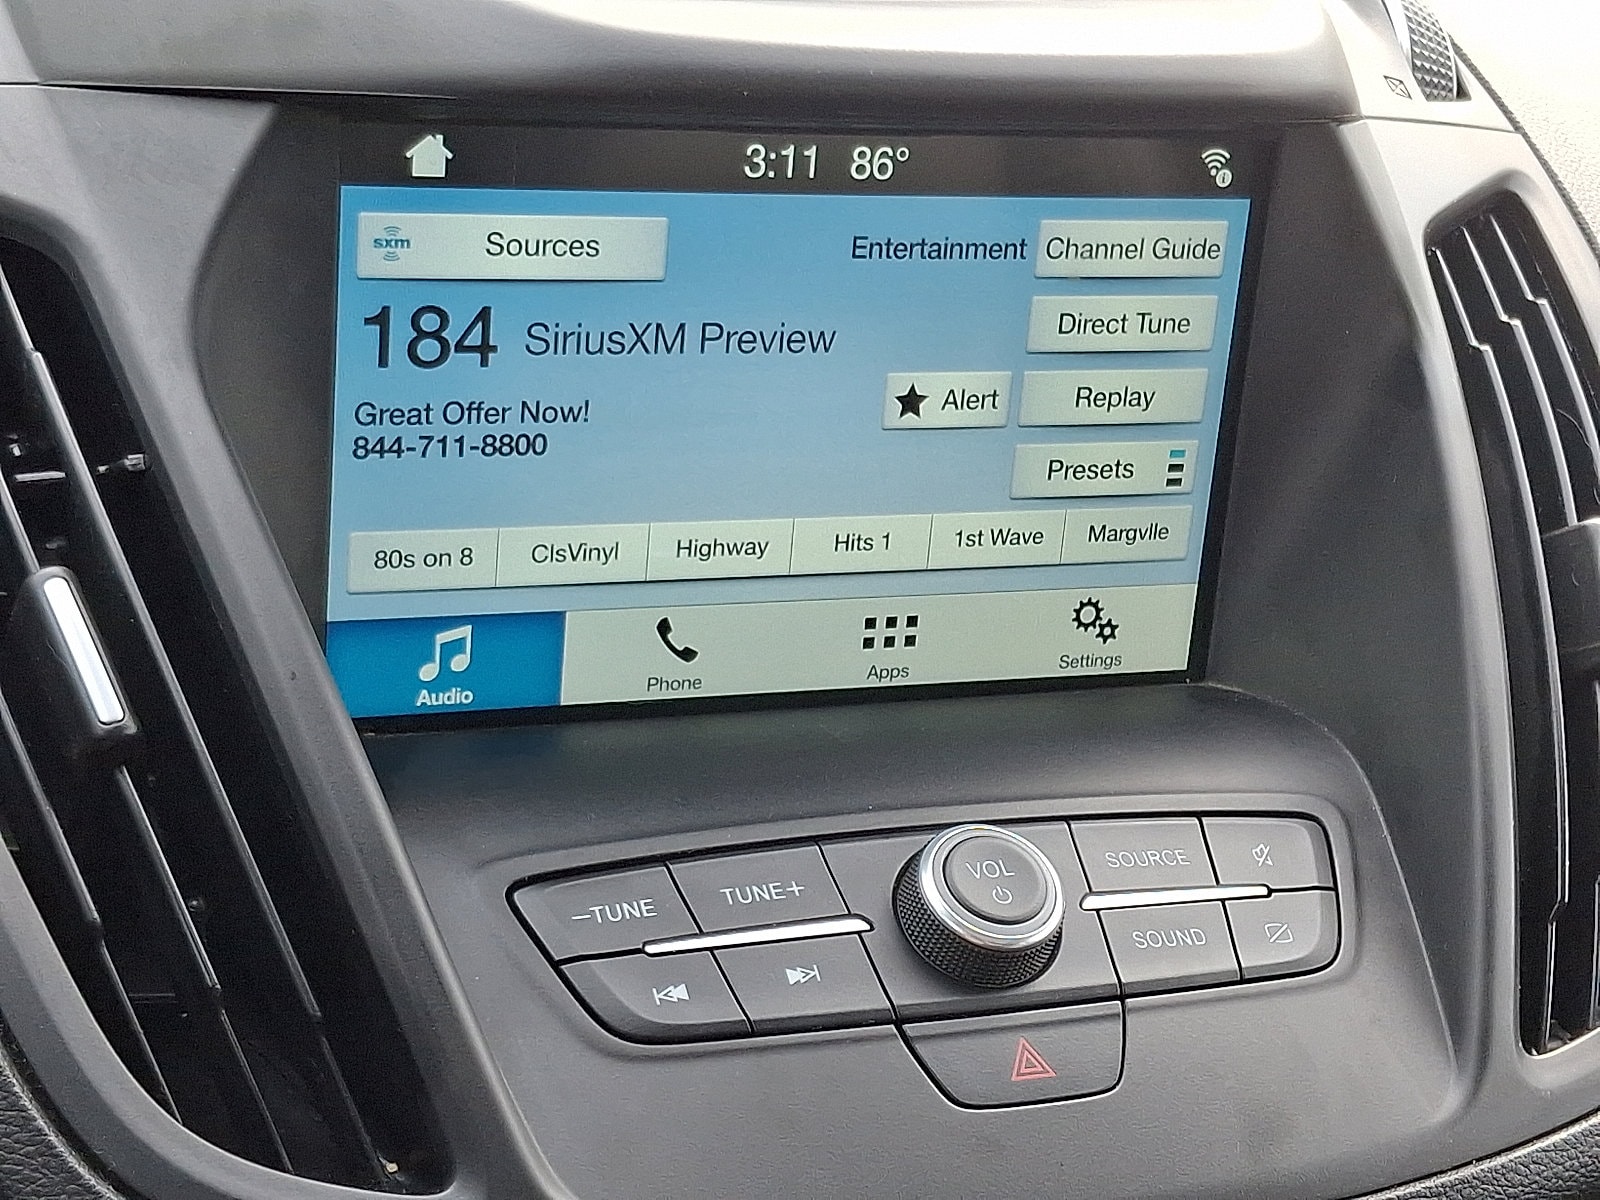 3:11 86°
sxm Sources
Entertainment
Channel Guide
184 SiriusXM Preview
Direct Tune
Great Offer Now!
844-711-8800
Alert
Replay
Presets
80s on 8 ClsVinyl Highway Hits 1 1st Wave Margvlle
Audio Phone Apps Settings
–TUNE TUNE+
VOL
SOURCE
SOUND